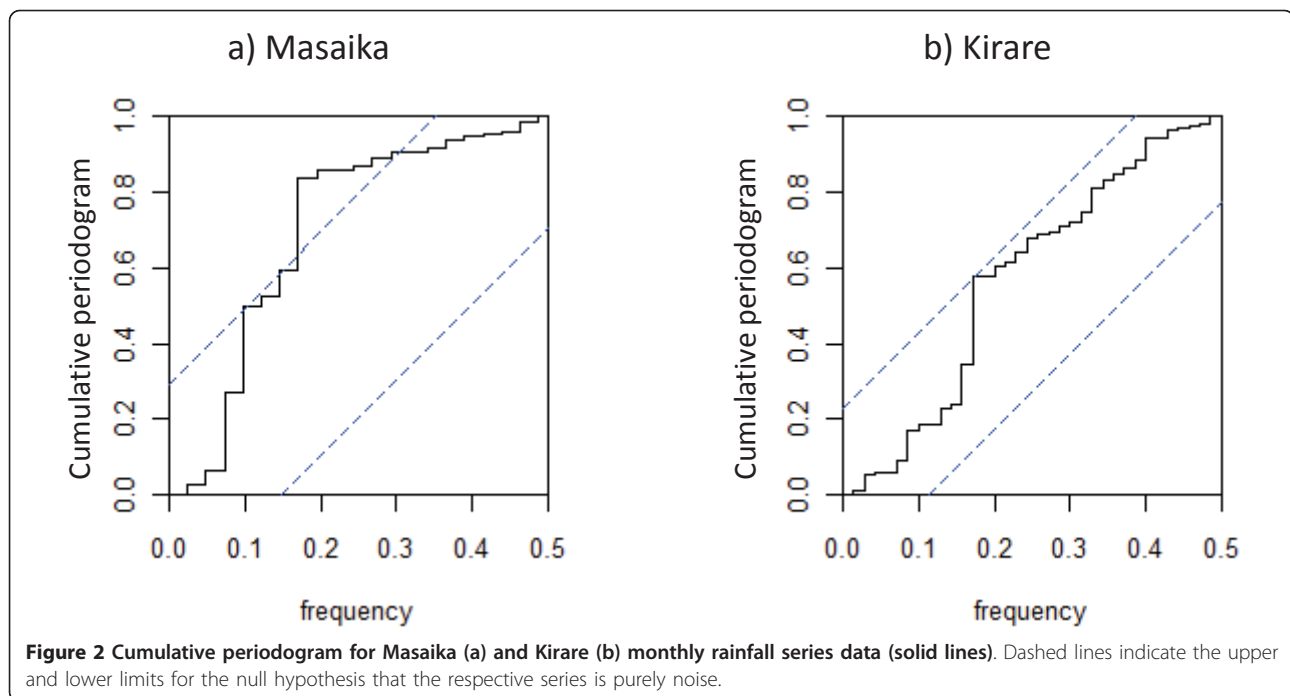 a) Masaika
Cumulative periodogram
0.0 0.2 0.4 0.6 0.8 1.0
0.0 0.1 0.2 0.3 0.4 0.5
frequency
b) Kirare
Cumulative periodogram
0.0 0.2 0.4 0.6 0.8 1.0
0.0 0.1 0.2 0.3 0.4 0.5
frequency
Figure 2 Cumulative periodogram for Masaika (a) and Kirare (b) monthly rainfall series data (solid lines). Dashed lines indicate the upper
and lower limits for the null hypothesis that the respective series is purely noise.